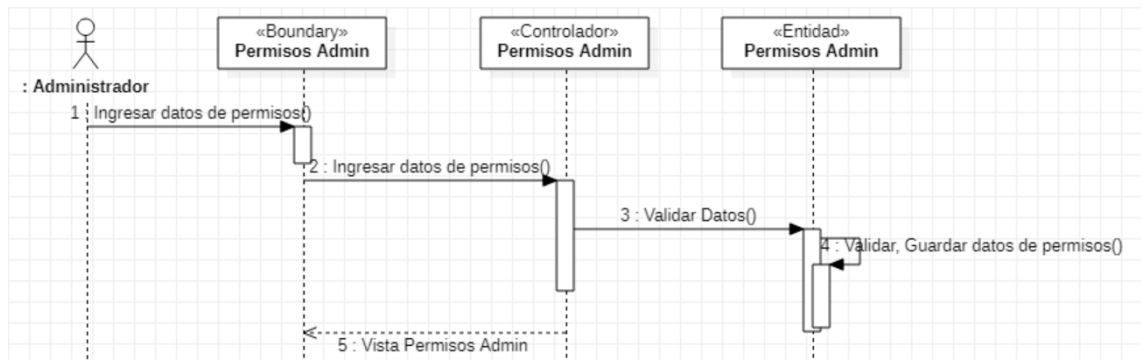 «Boundary»
Permisos Admin
«Controlador»
Permisos Admin
«Entidad»
Permisos Admin
: Administrador
1 : Ingresar datos de permisos()
2 : Ingresar datos de permisos()
3 : Validar Datos()
4 : Validar, Guardar datos de permisos()
5 : Vista Permisos Admin